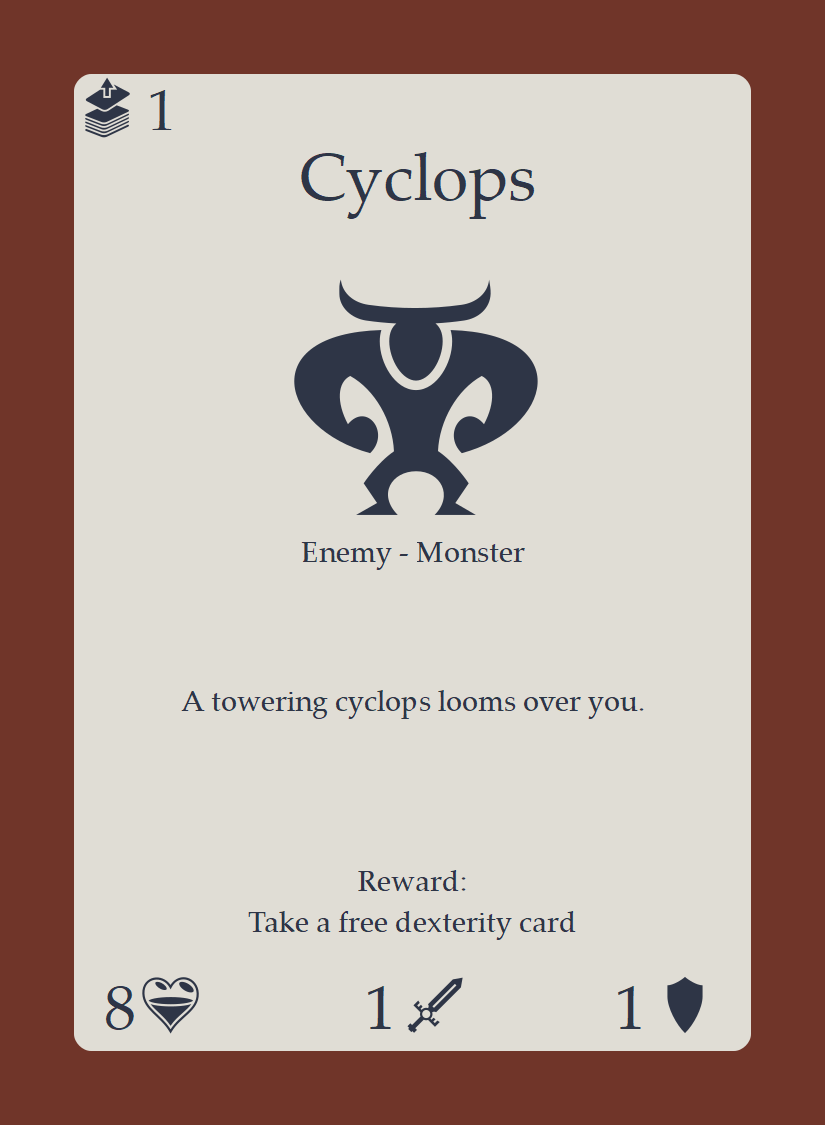 1
Cyclops
Enemy - Monster
A towering cyclops looms over you.
Reward:
Take a free dexterity card
8 1 1